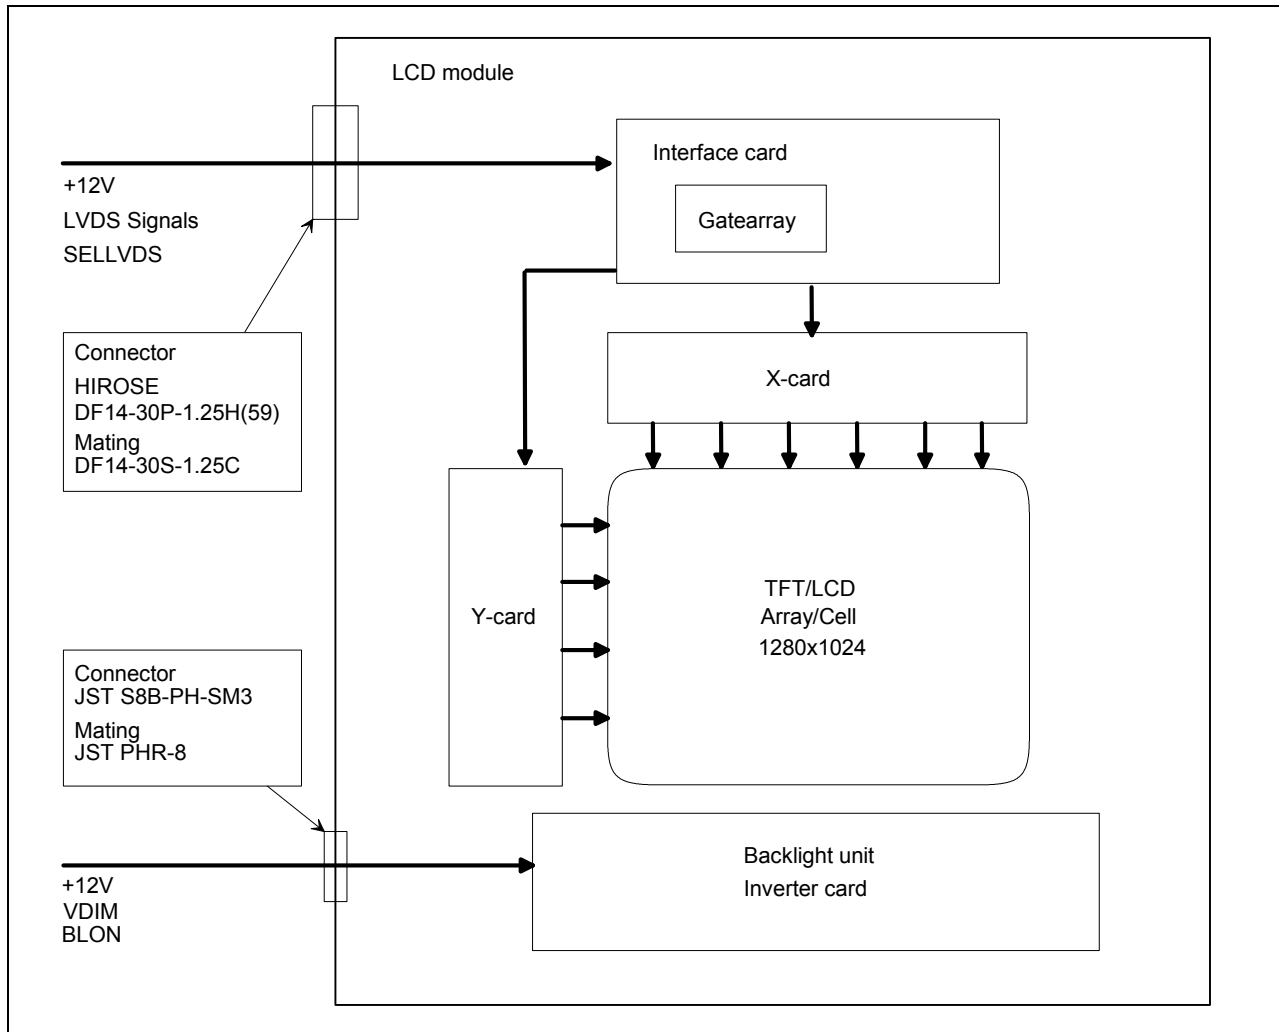 LCD module
Interface card
Gatearray
+12V
LVDS Signals
SELLVDS
Connector
HIROSE
DF14-30P-1.25H(59)
Mating
DF14-30S-1.25C
X-card
Y-card
TFT/LCD
Array/Cell
1280x1024
Connector
JST S8B-PH-SM3
Mating
JST PHR-8
+12V
VDIM
BLON
Backlight unit
Inverter card